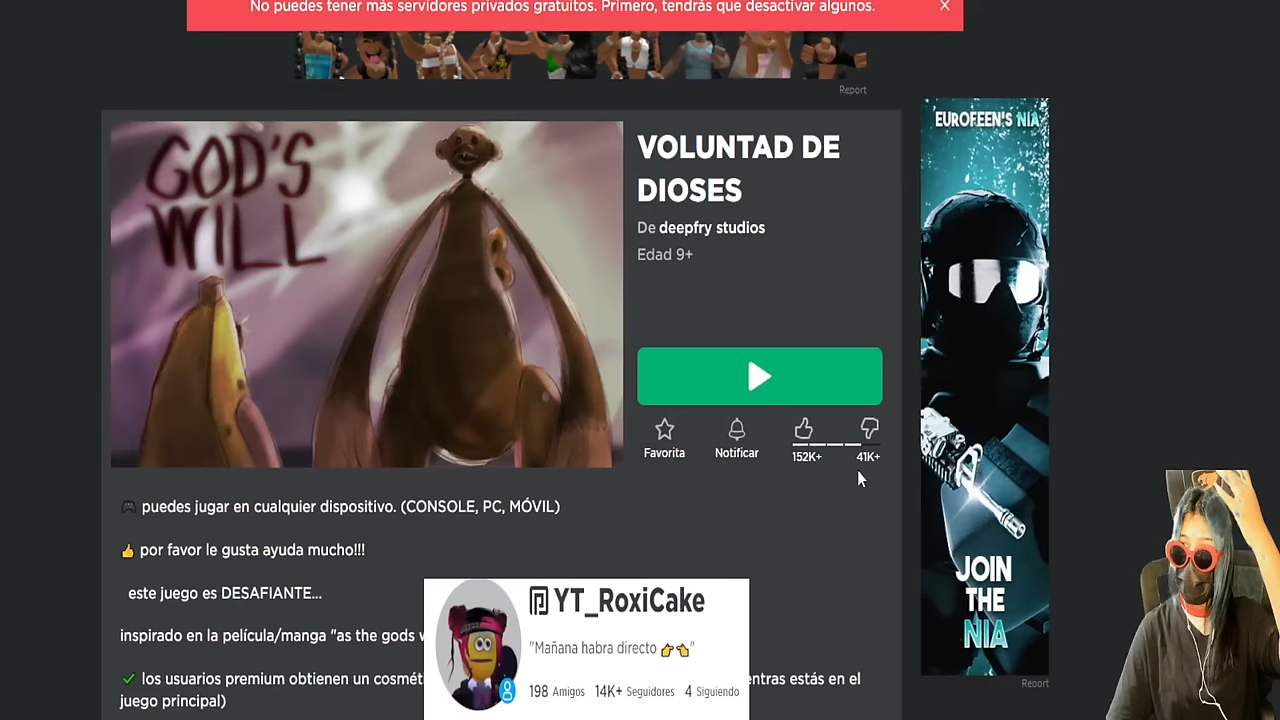 No puedes tener más servidores privados gratuitos. Primero, tendrás que desactivar algunos.
Report
GOD'S
WILL
VOLUNTAD DE
DIOSES
De deepfry studios
Edad 9+
Favorita
Notificar
152K+
41K+
puedes jugar en cualquier dispositivo. (CONSOLE, PC, MÓVIL)
por favor le gusta ayuda mucho!!!
este juego es DESAFIANTE...
inspirado en la película/manga "as the gods
los usuarios premium obtienen un
entras estás en el
juego principal)
YT_RoxiCake
"Mañana habra directo 👉👈"
198 Amigos 14K+ Seguidores 4 Siguiendo
EUROFEEN'S NIA
JOIN
THE
NIA
Report